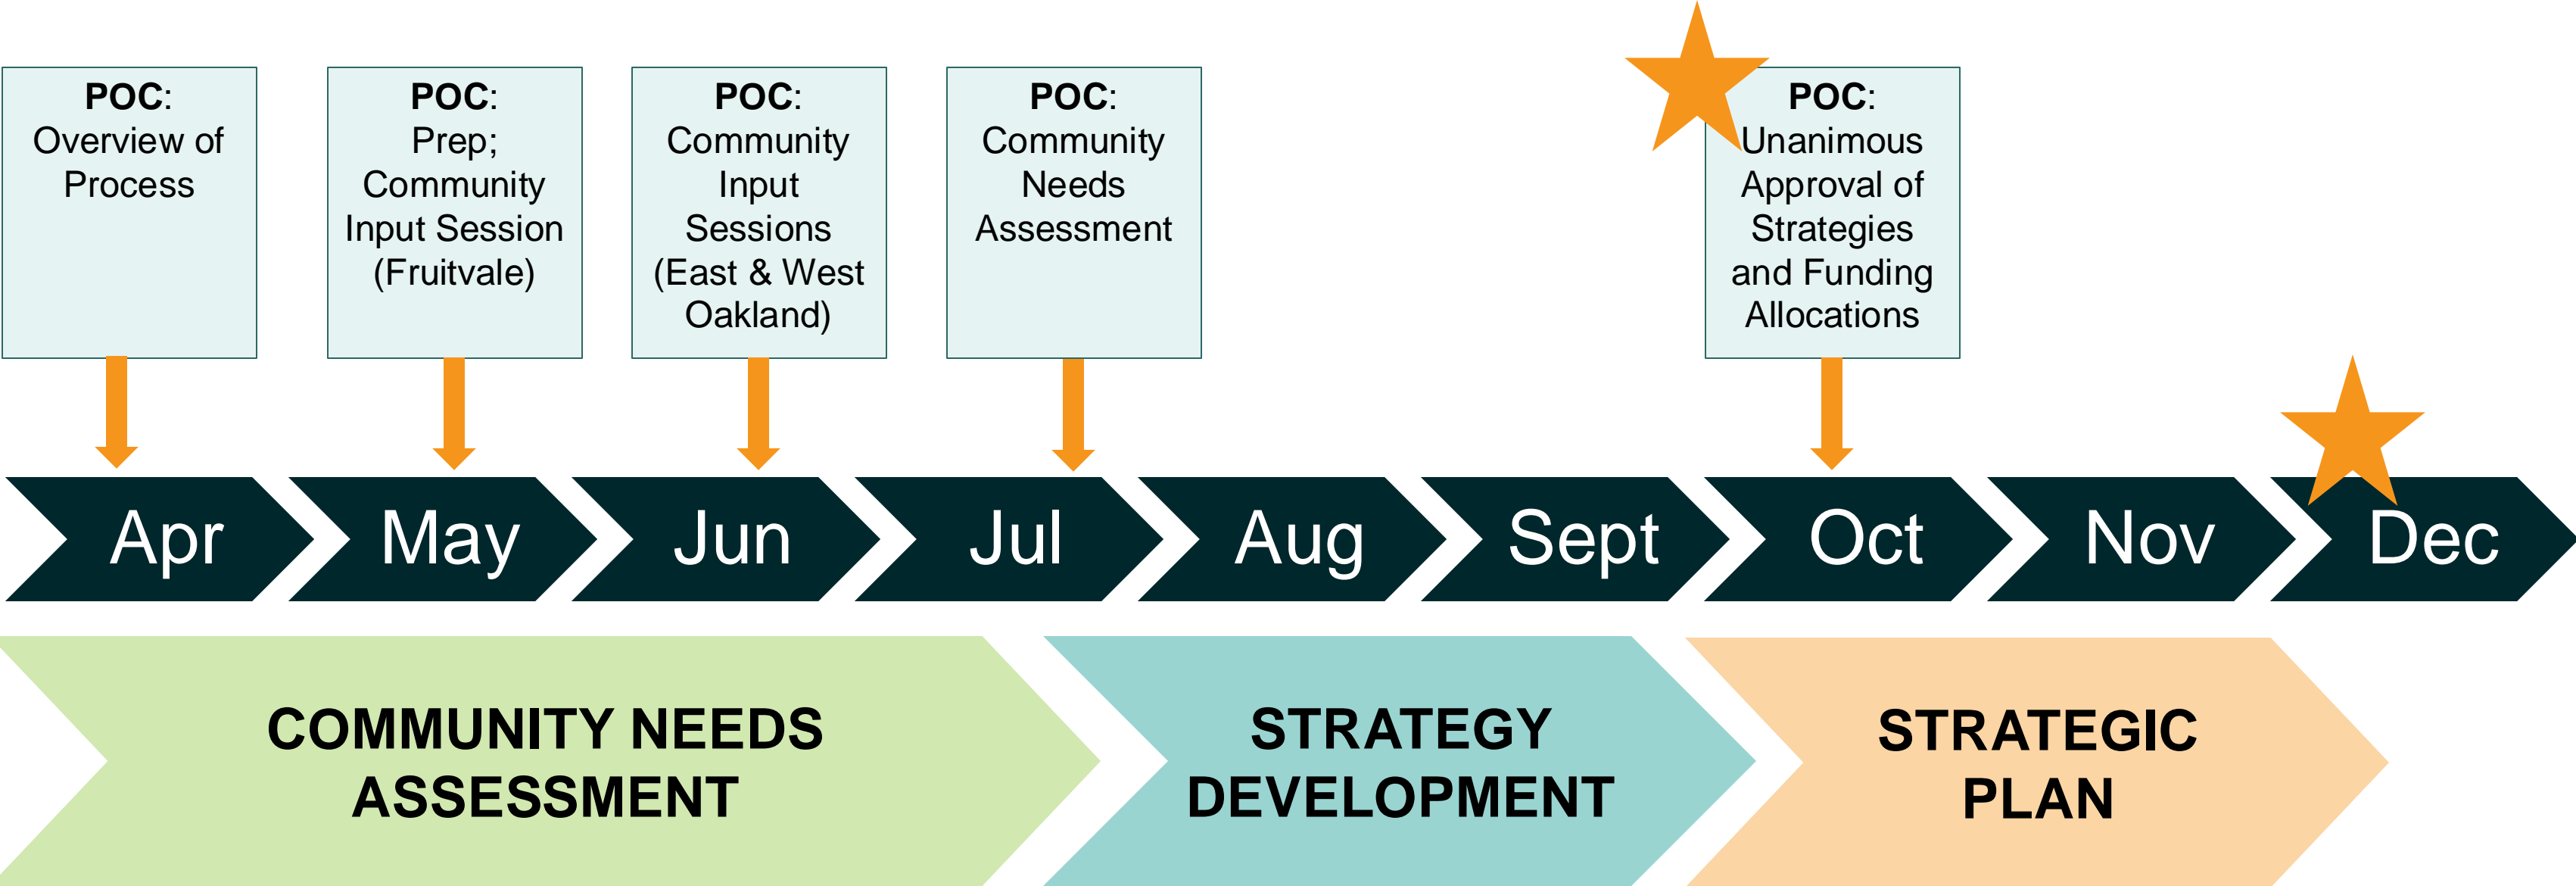 POC:
Overview of
Process
POC:
Prep;
Community
Input Session
(Fruitvale)
POC:
Community
Input
Sessions
(East & West
Oakland)
POC:
Community
Needs
Assessment
POC:
Unanimous
Approval of
Strategies
and Funding
Allocations
Apr
May
Jun
Jul
Aug
Sept
Oct
Nov
Dec
COMMUNITY NEEDS
ASSESSMENT
STRATEGY
DEVELOPMENT
STRATEGIC
PLAN